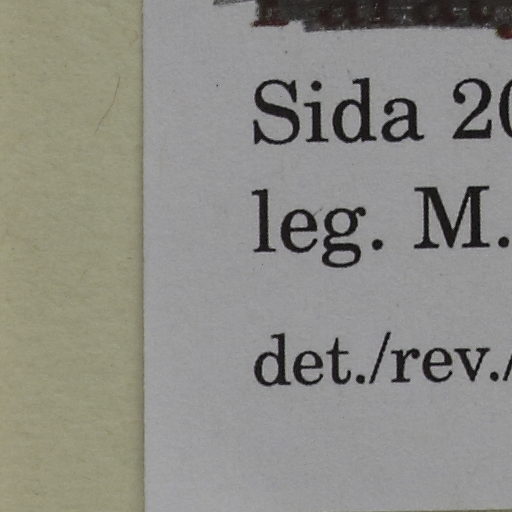 Sida 20
leg. M.
det./rev./